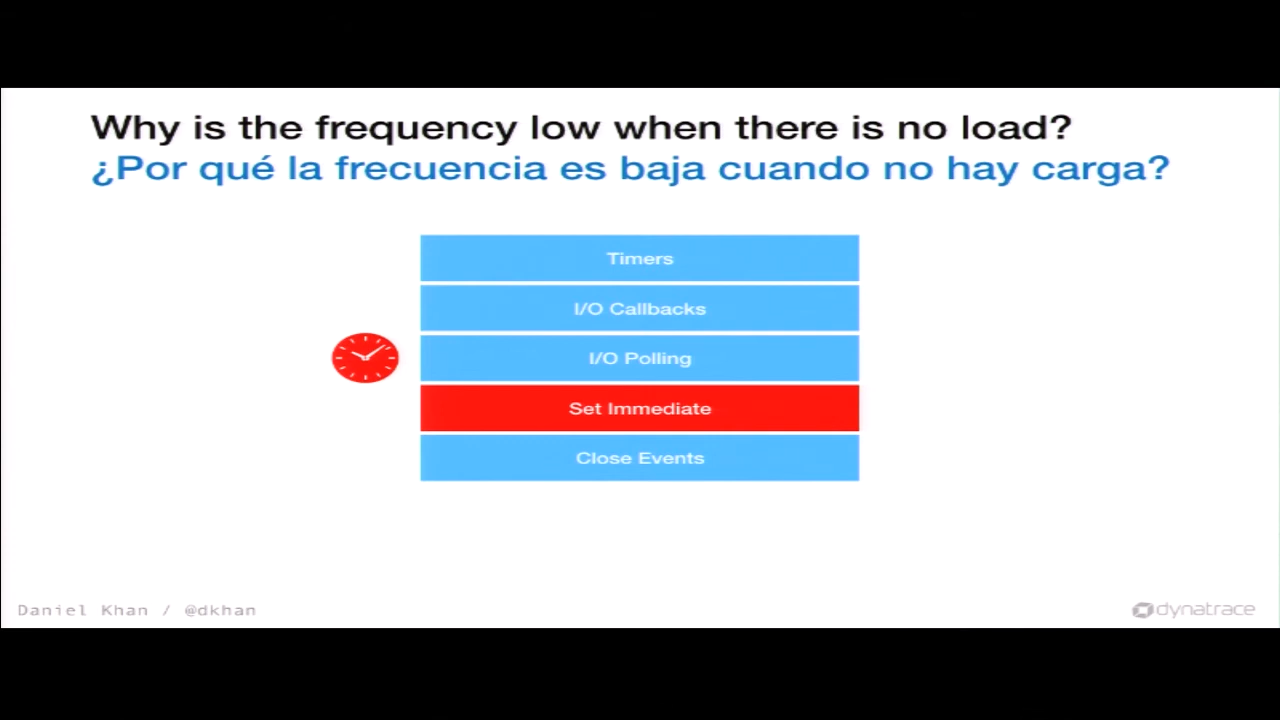 Why is the frequency low when there is no load?
¿Por qué la frecuencia es baja cuando no hay carga?
Timers
I/O Callbacks
I/O Polling
Set Immediate
Close Events
Daniel Khan / @dkhan
dynatrace